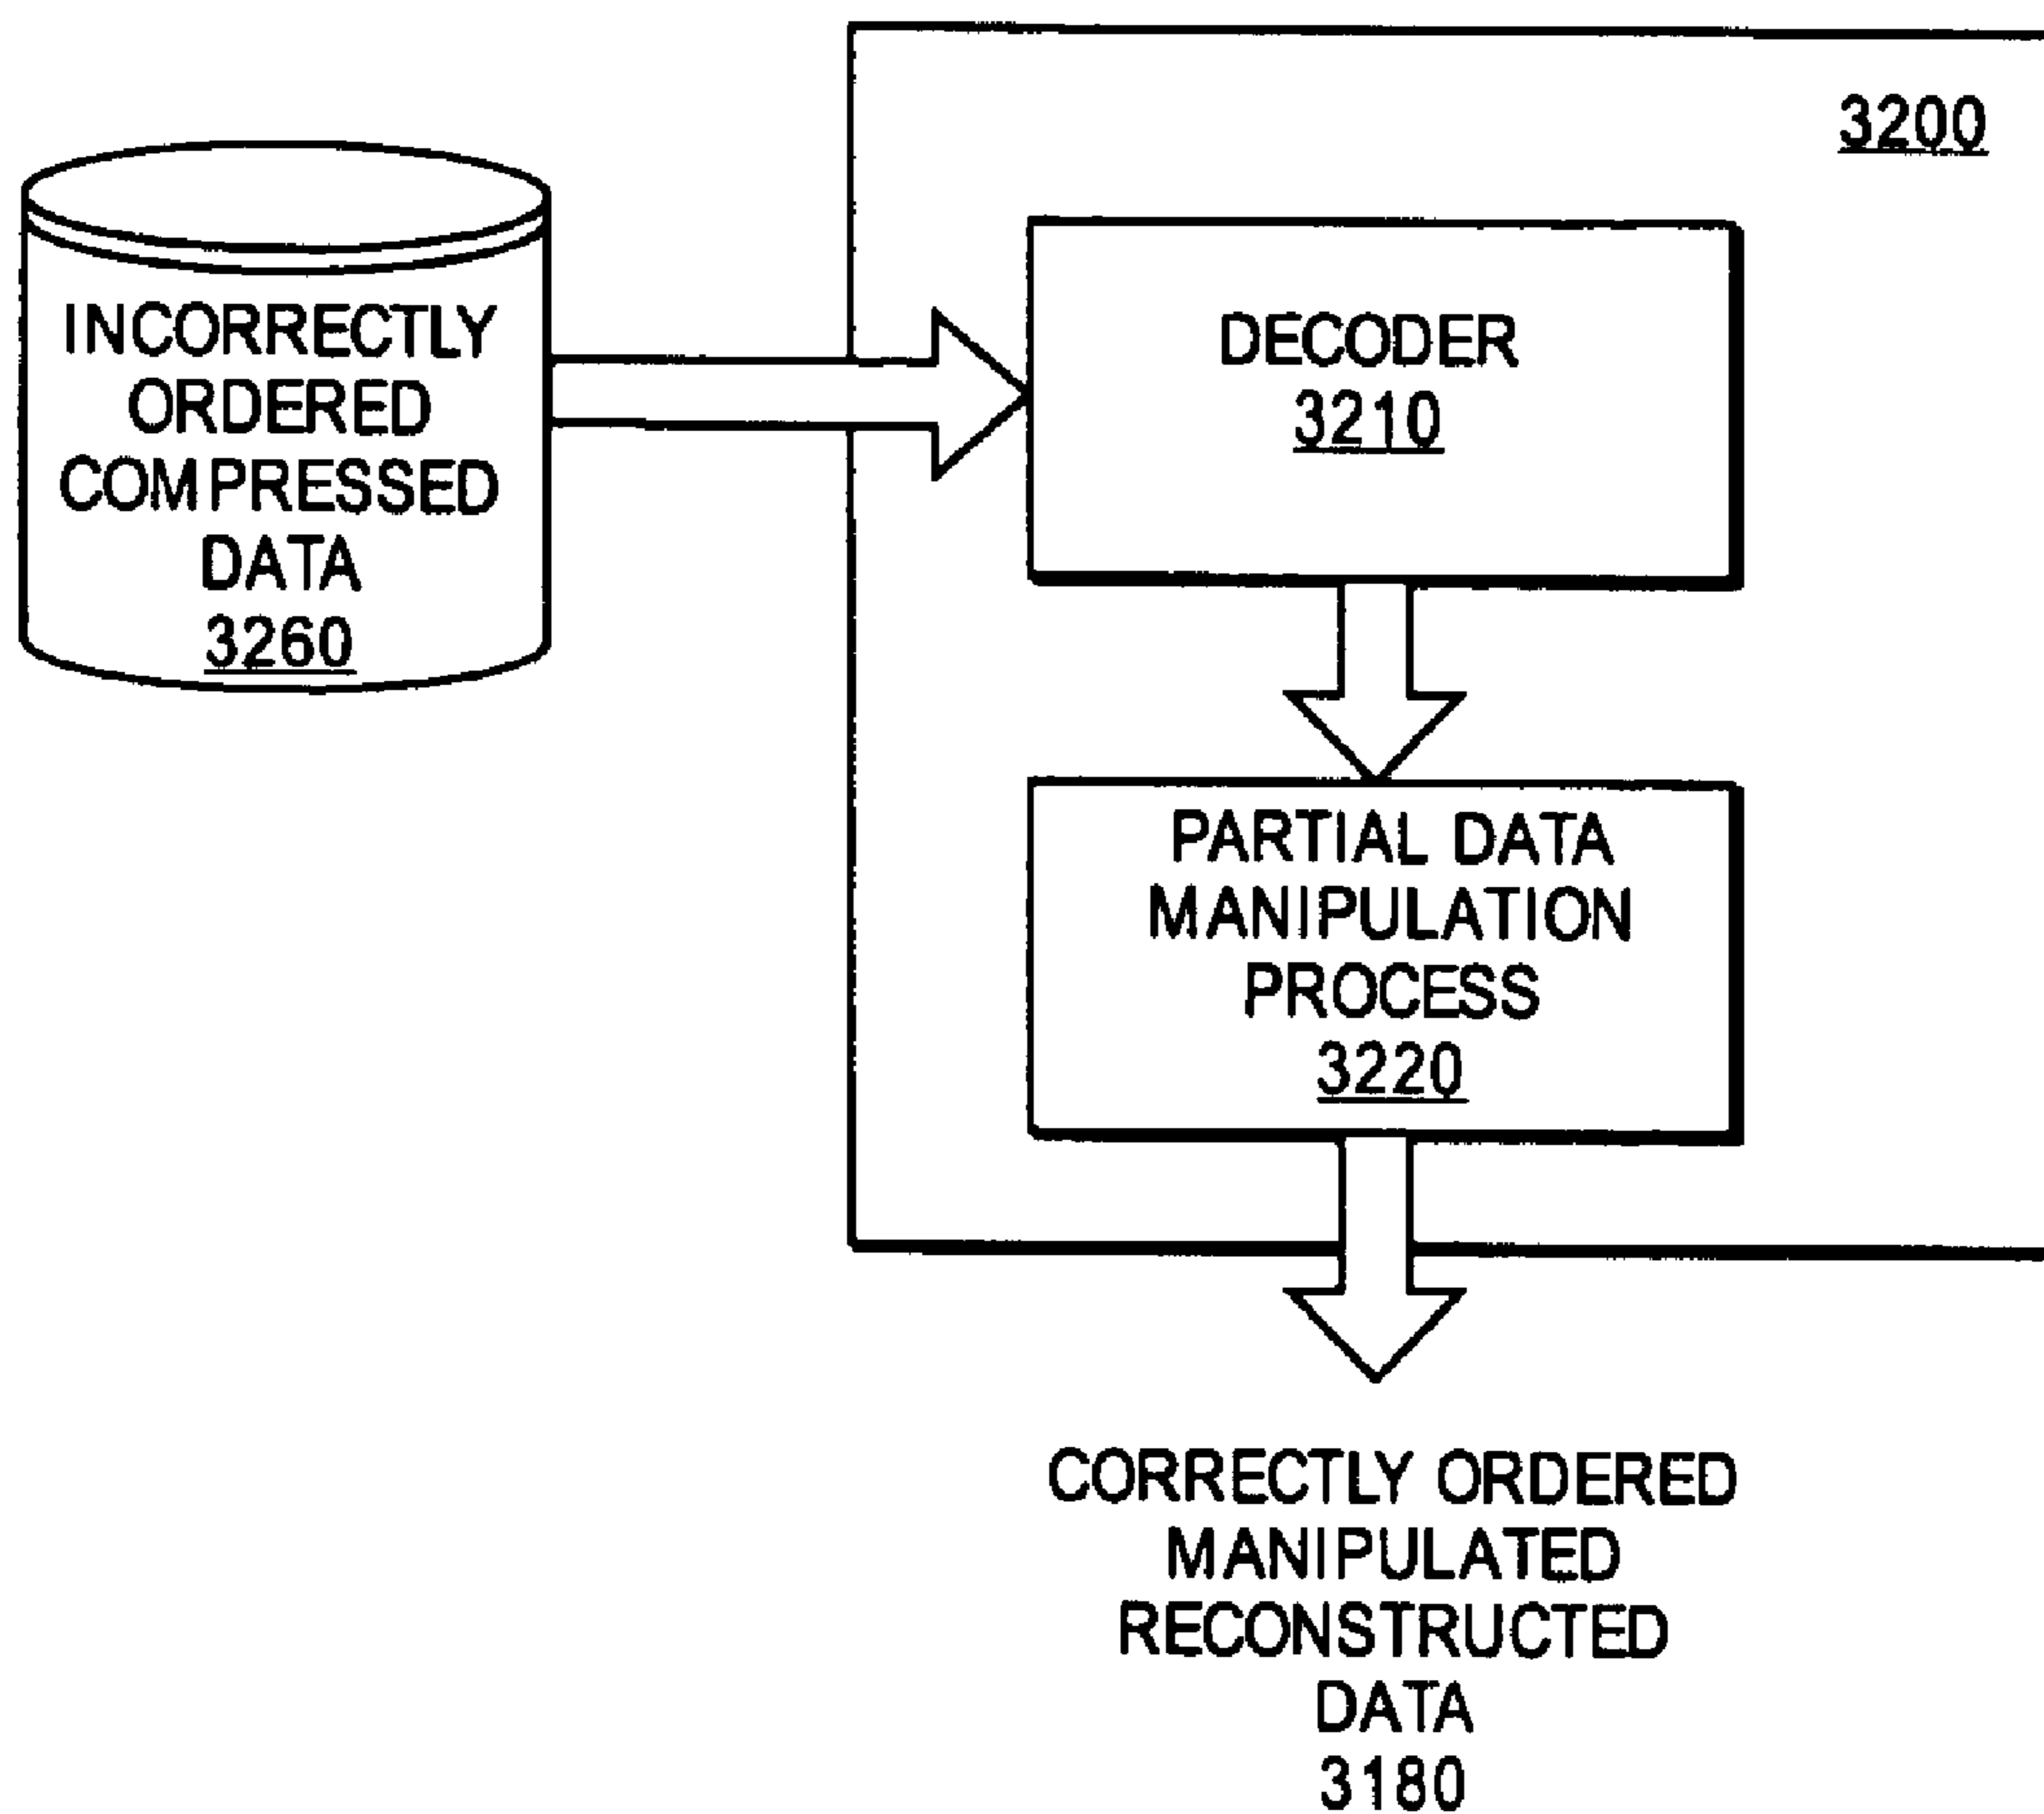 3200
INCORRECTLY
ORDERED
COMPRESSED
DATA
3260
DECODER
3210
PARTIAL DATA
MANIPULATION
PROCESS
3220
CORRECTLY ORDERED
MANIPULATED
RECONSTRUCTED
DATA
3180